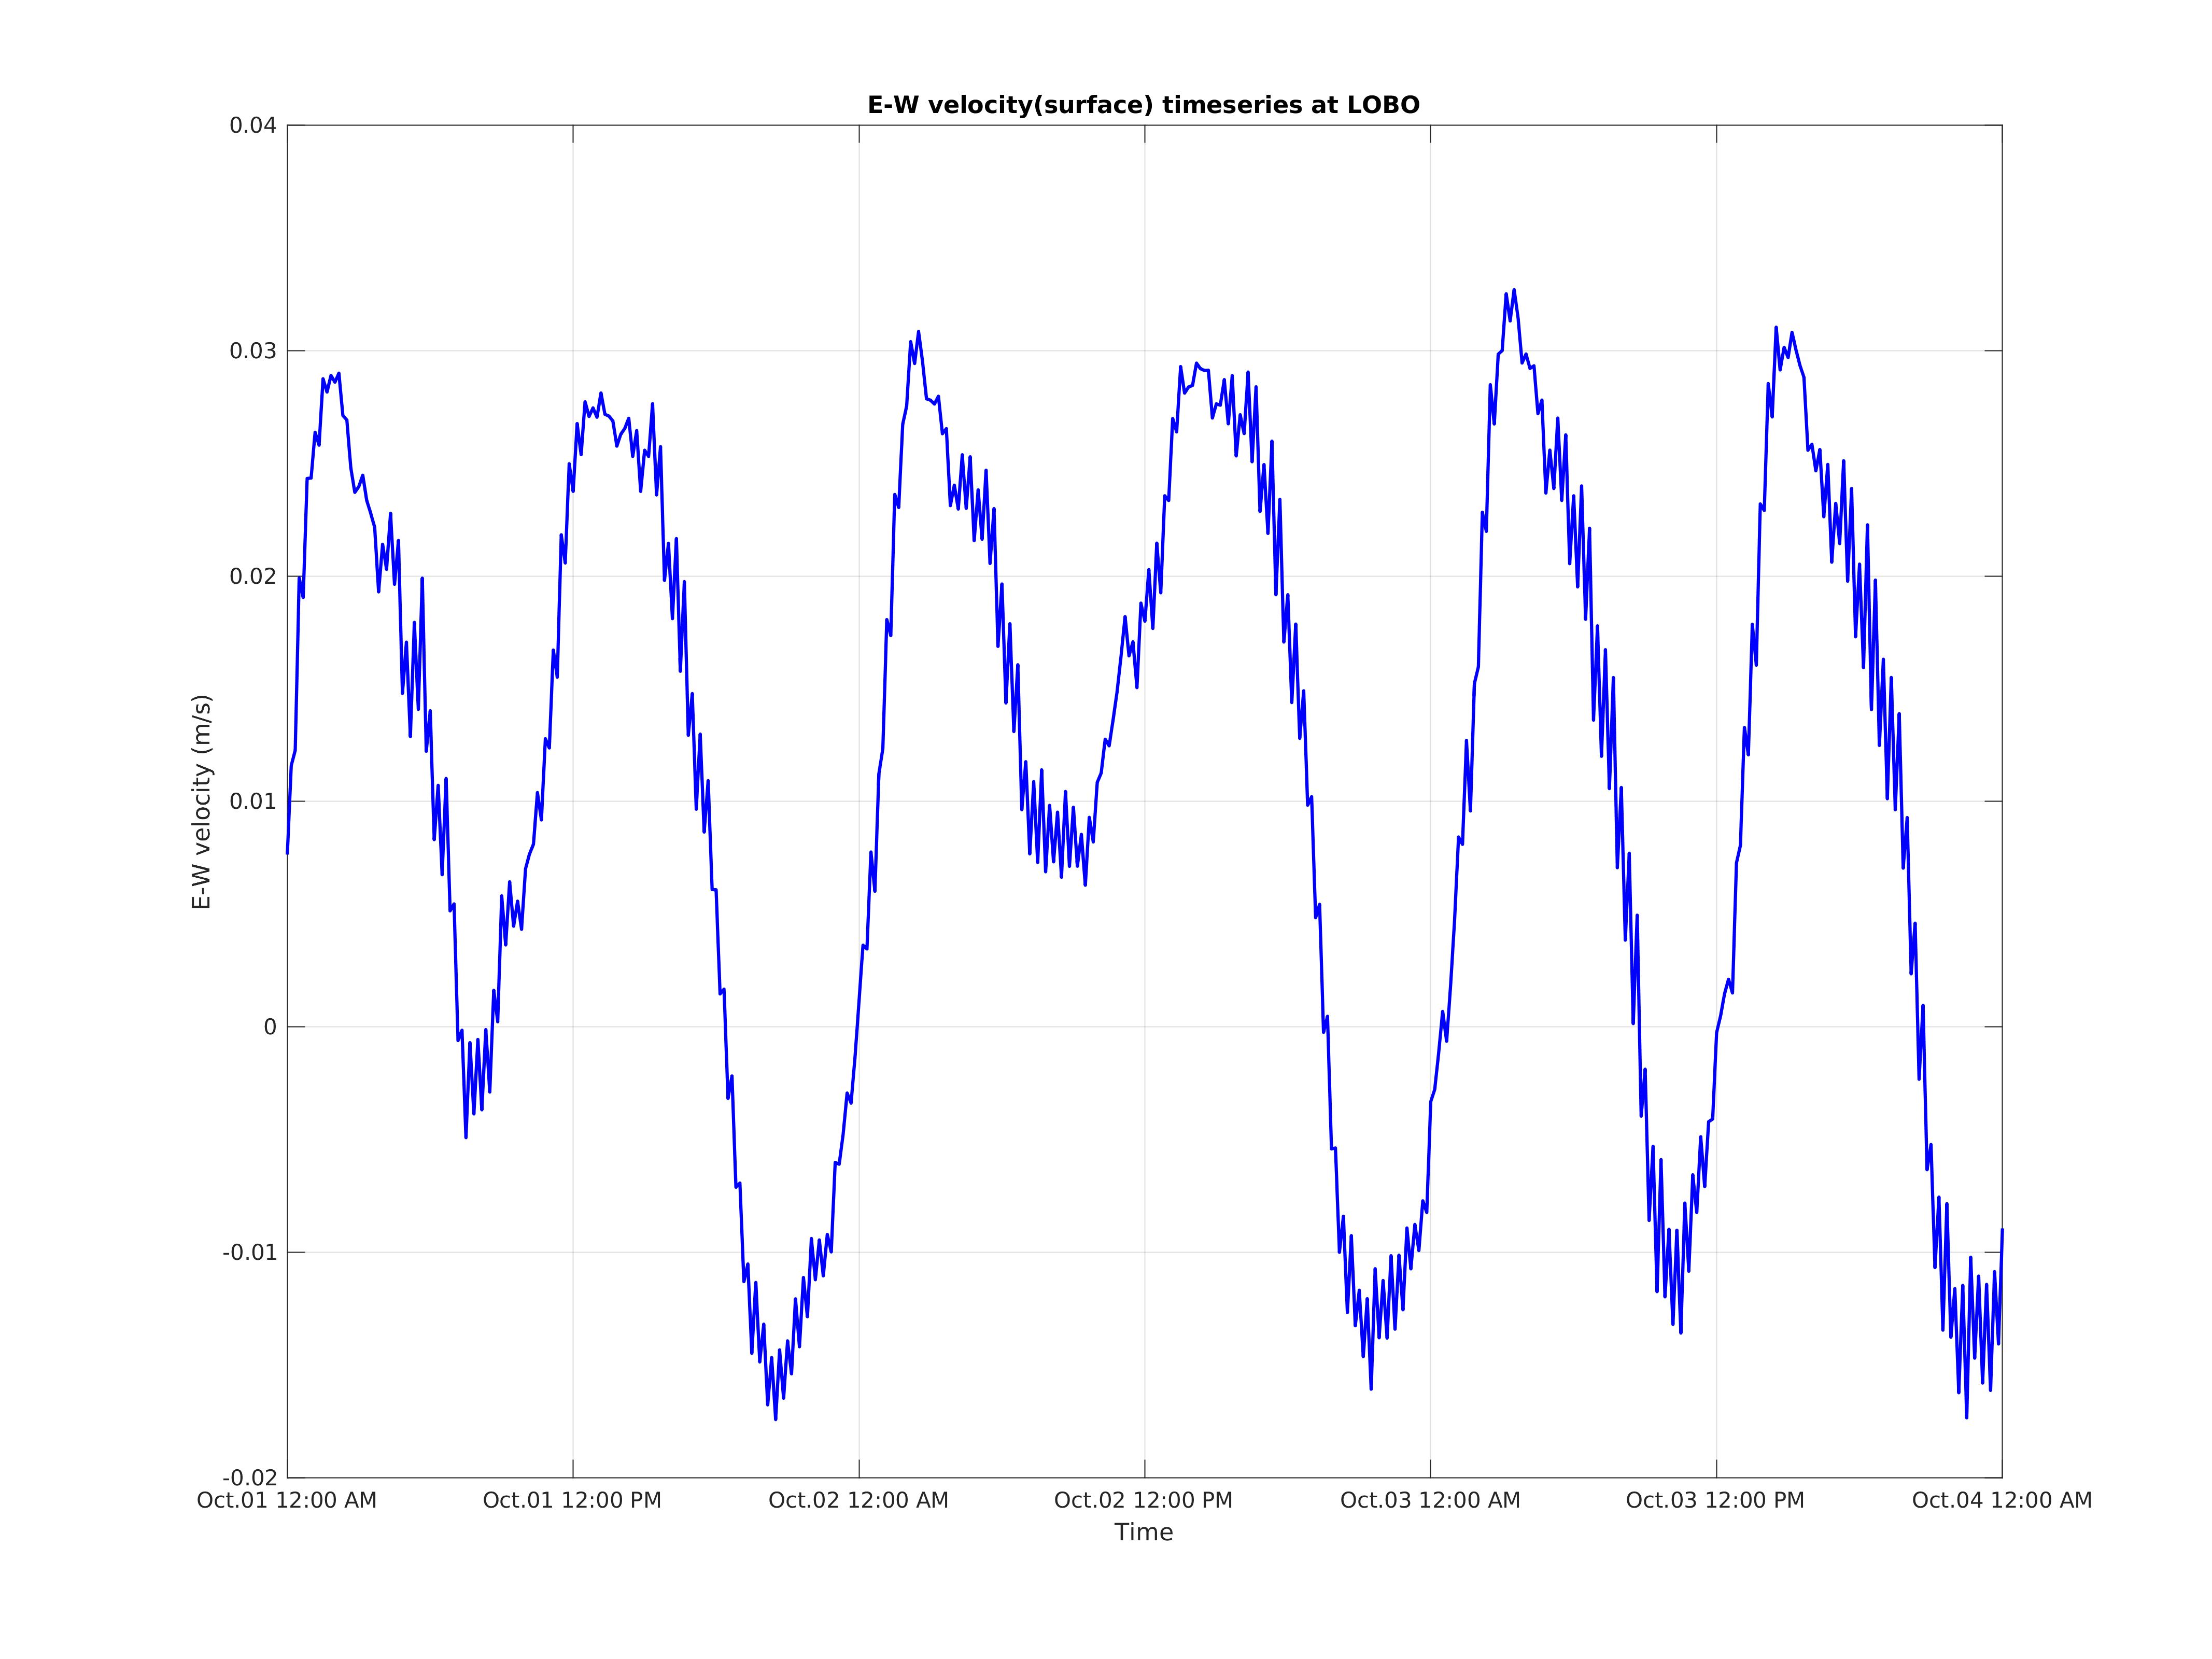 E-W velocity(surface) timeseries at LOBO
0.04
0.03
0.02
0.01
0
-0.01
-0.02
E-W velocity (m/s)
Oct.01 12:00 AM Oct.01 12:00 PM Oct.02 12:00 AM Oct.02 12:00 PM Oct.03 12:00 AM Oct.03 12:00 PM Oct.04 12:00 AM
Time